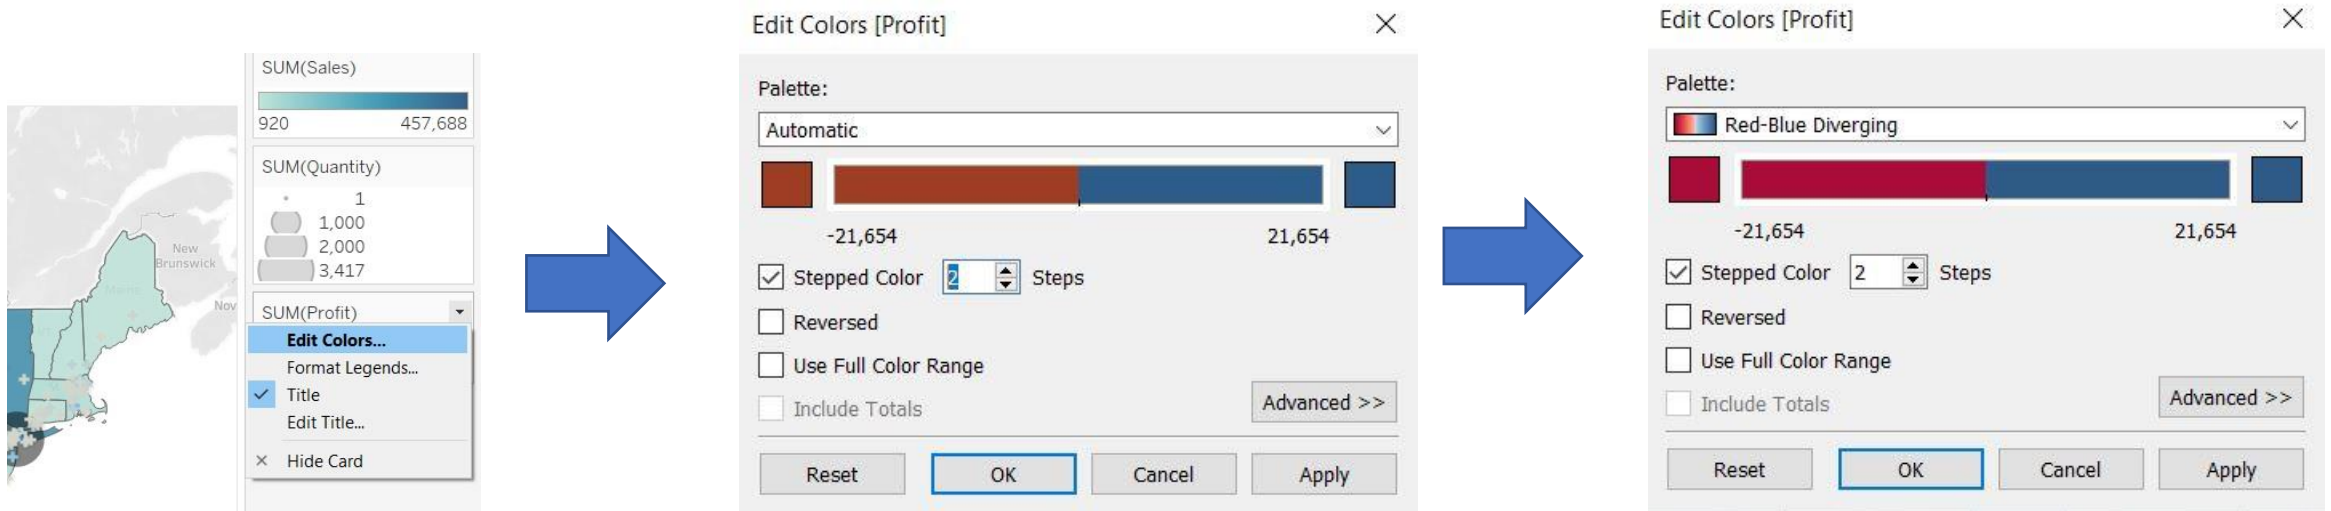 SUM(Sales)
920 457,688
SUM(Quantity)
1
1,000
2,000
3,417
New
Brunswick
Maine
Nov
SUM(Profit)
Edit Colors...
Format Legends...
Title
Edit Title...
Hide Card
Edit Colors [Profit]
Palette:
Automatic
-21,654 21,654
Stepped Color 2 Steps
Reversed
Use Full Color Range
Include Totals
Advanced >>
Reset OK Cancel Apply
Edit Colors [Profit]
Palette:
Red-Blue Diverging
-21,654 21,654
Stepped Color 2 Steps
Reversed
Use Full Color Range
Include Totals
Advanced >>
Reset OK Cancel Apply